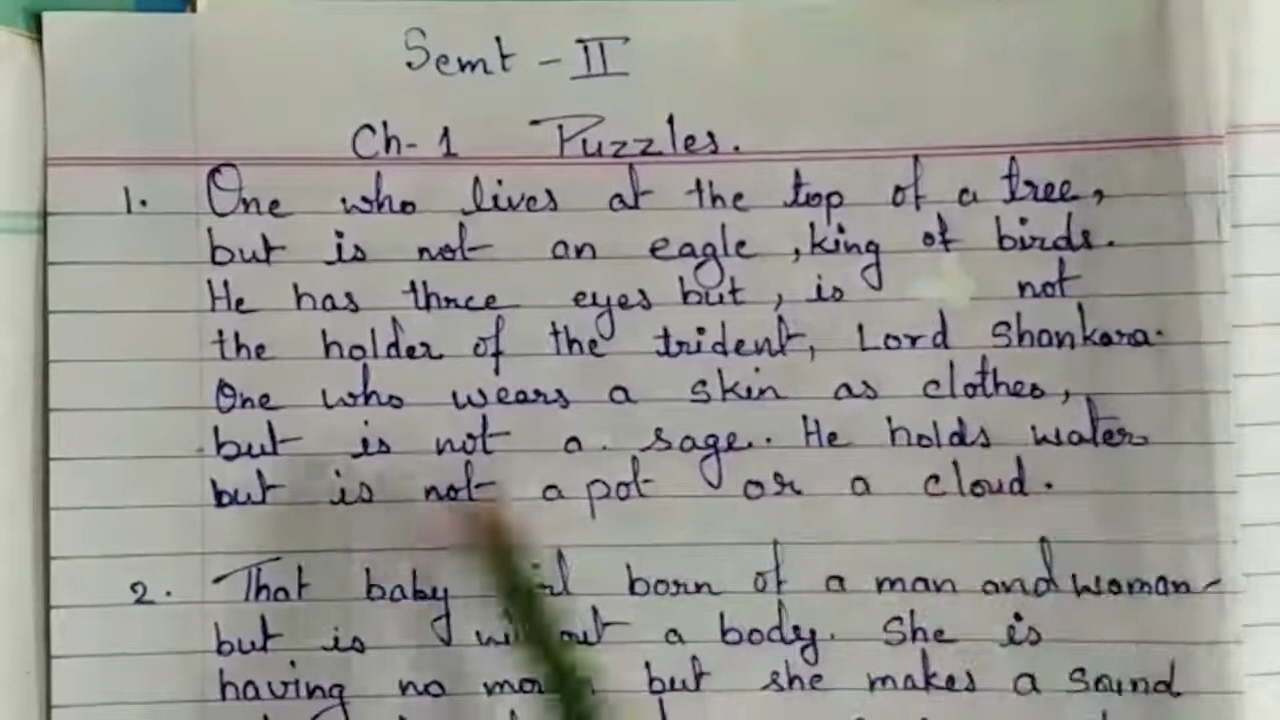 Semt - II
Ch-1 Puzzles.
1. One who lives at the top of a tree,
but is not an eagle, king of birds.
He has three eyes but, is not
the holder of the trident, Lord Shankara.
One who wears a skin as clothes,
but is not a sage. He holds water
but is not a pot or a cloud.
2. That baby born of a man and woman
but is a body. She is
having no but she makes a sound